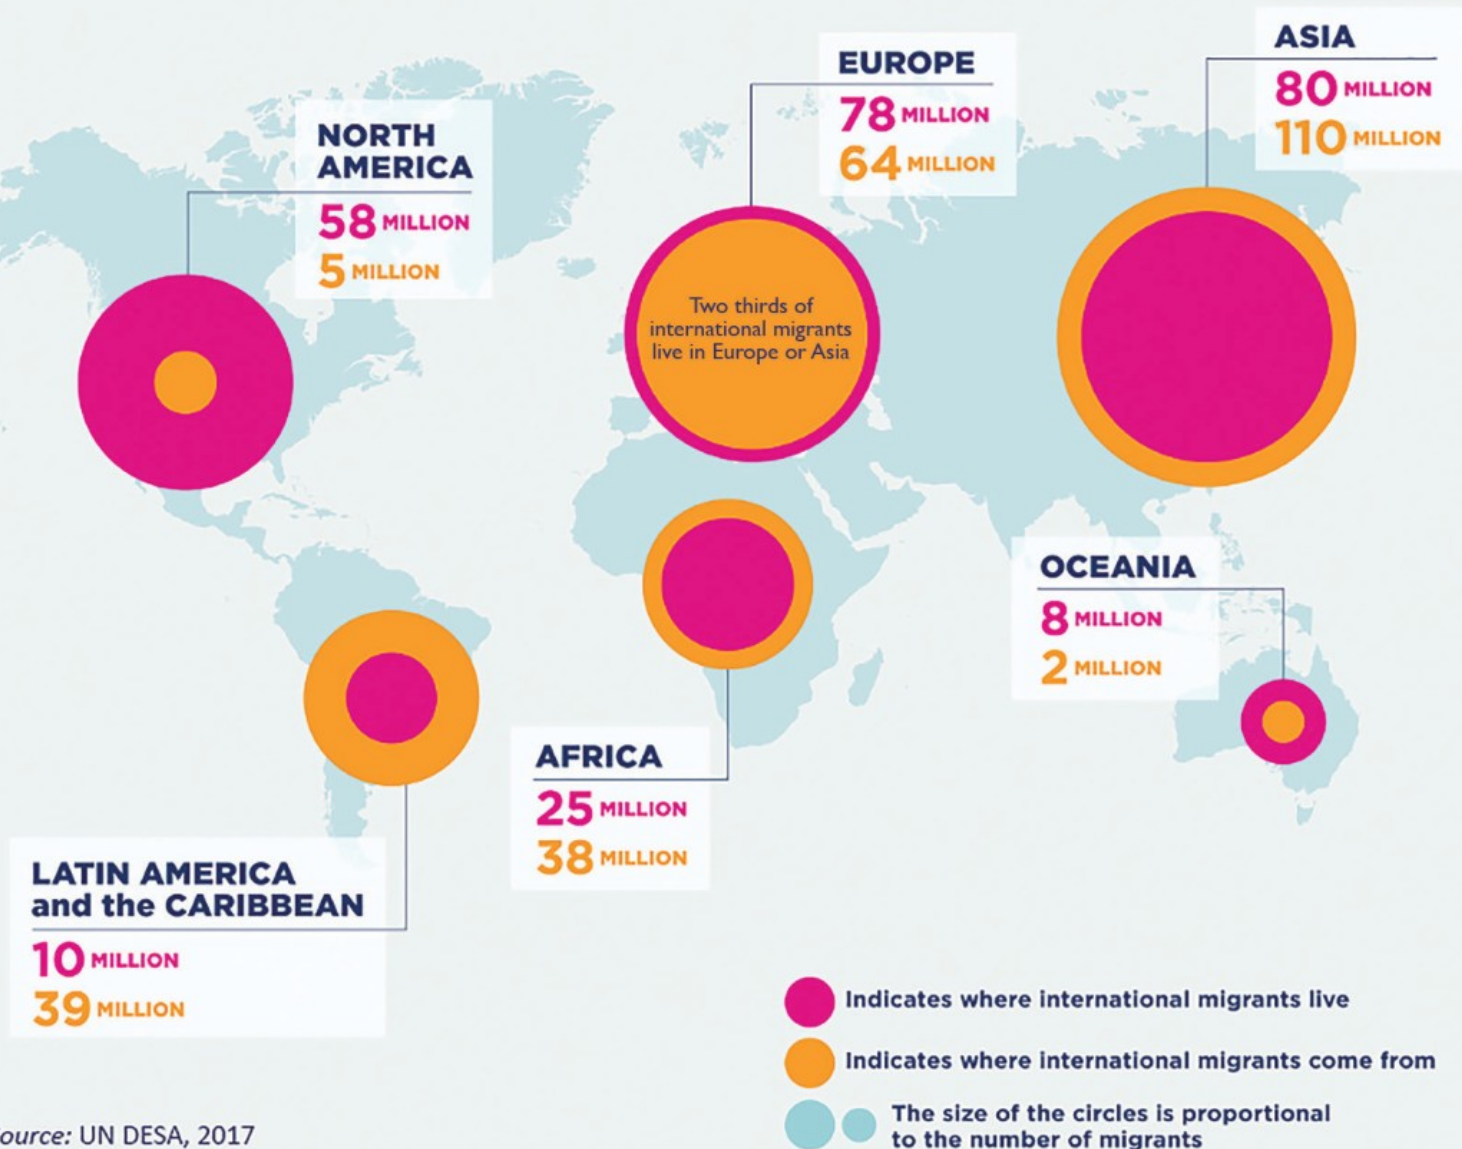 NORTH
AMERICA
58 MILLION
5 MILLION
EUROPE
78 MILLION
64 MILLION
ASIA
80 MILLION
110 MILLION
Two thirds of
international migrants
live in Europe or Asia
OCEANIA
8 MILLION
2 MILLION
AFRICA
25 MILLION
38 MILLION
LATIN AMERICA
and the CARIBBEAN
10 MILLION
39 MILLION
Indicates where international migrants live
Indicates where international migrants come from
The size of the circles is proportional
to the number of migrants
ource: UN DESA, 2017